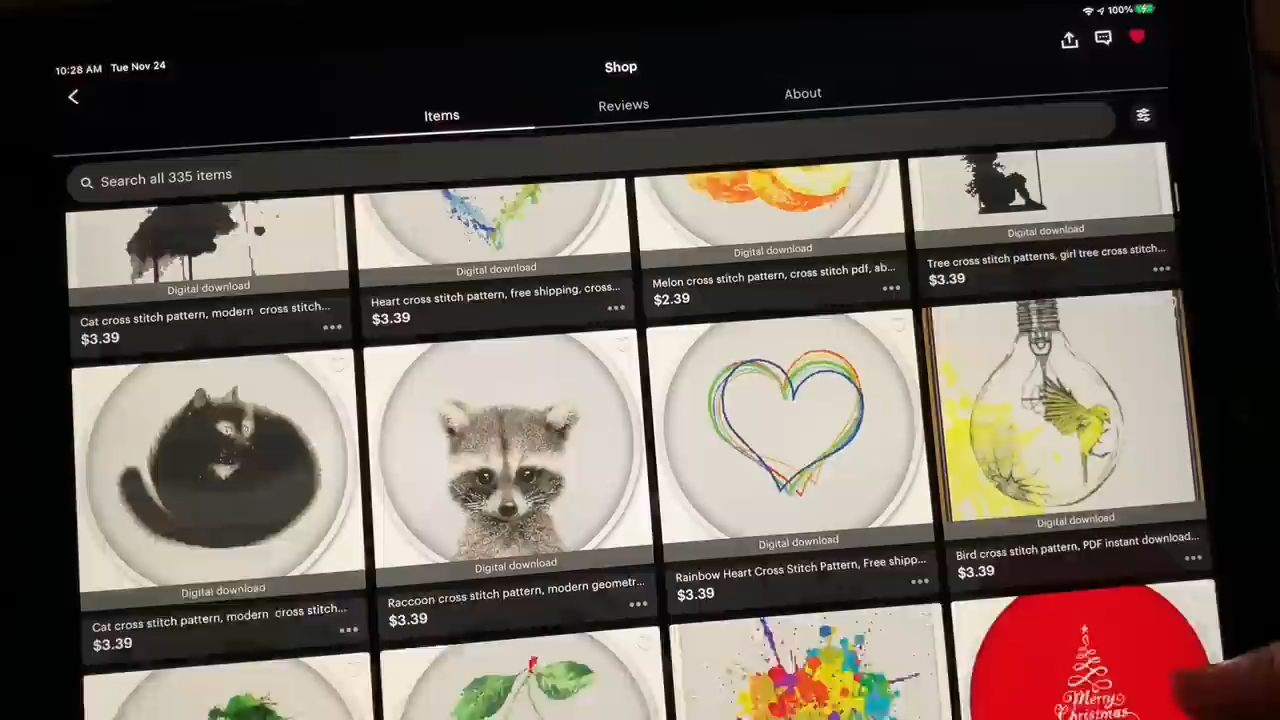 10:28 AM Tue Nov 24
100%
Shop
Items
Reviews
About
Search all 335 items
Digital download
Cat cross stitch pattern, modern cross stitch...
$3.39
Digital download
Heart cross stitch pattern, free shipping, cross...
$3.39
Digital download
Melon cross stitch pattern, cross stitch pdf, ab...
$2.39
Digital download
Tree cross stitch patterns, girl tree cross stitch...
$3.39
Digital download
Cat cross stitch pattern, modern cross stitch...
$3.39
Digital download
Raccoon cross stitch pattern, modern geometr...
$3.39
Digital download
Rainbow Heart Cross Stitch Pattern, Free shipp...
$3.39
Digital download
Bird cross stitch pattern, PDF instant download...
$3.39
Merry
Christmas